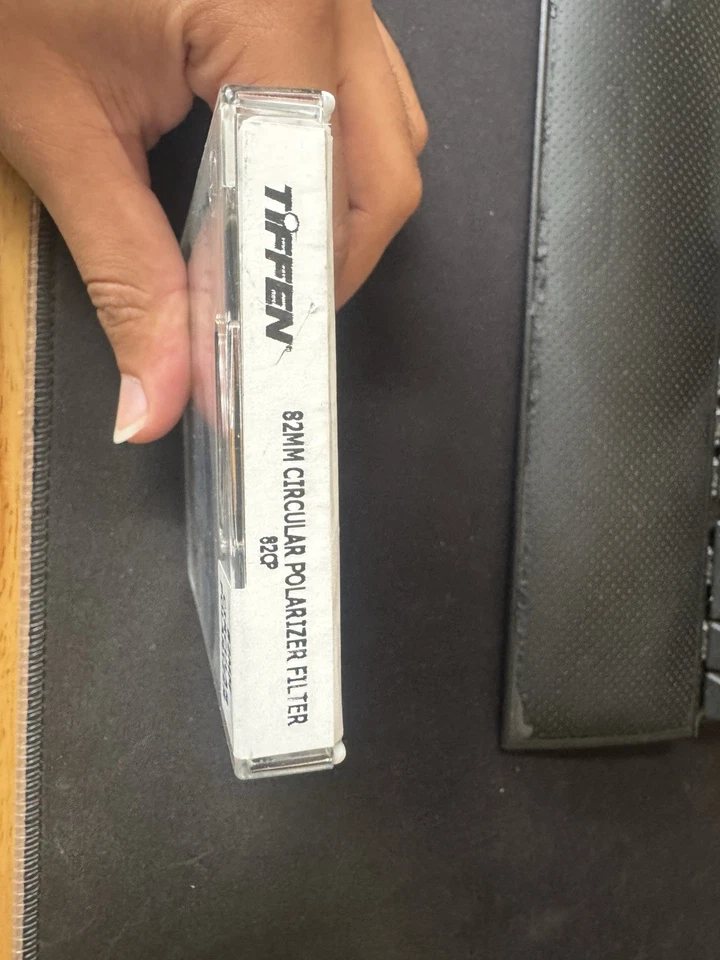 TIFFEN
82MM CIRCULAR POLARIZER FILTER
82CP